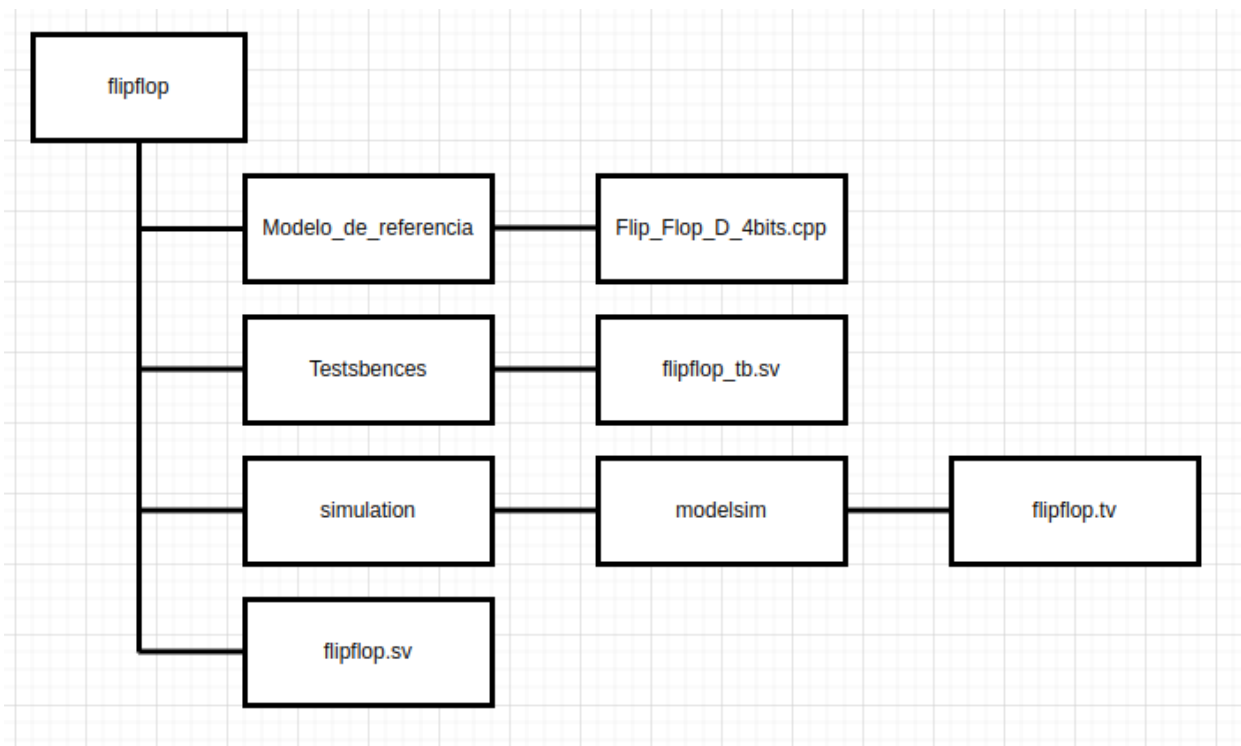 flipflop
Modelo_de_referencia
Flip_Flop_D_4bits.cpp
Testsbences
flipflop_tb.sv
simulation
modelsim
flipflop.tv
flipflop.sv